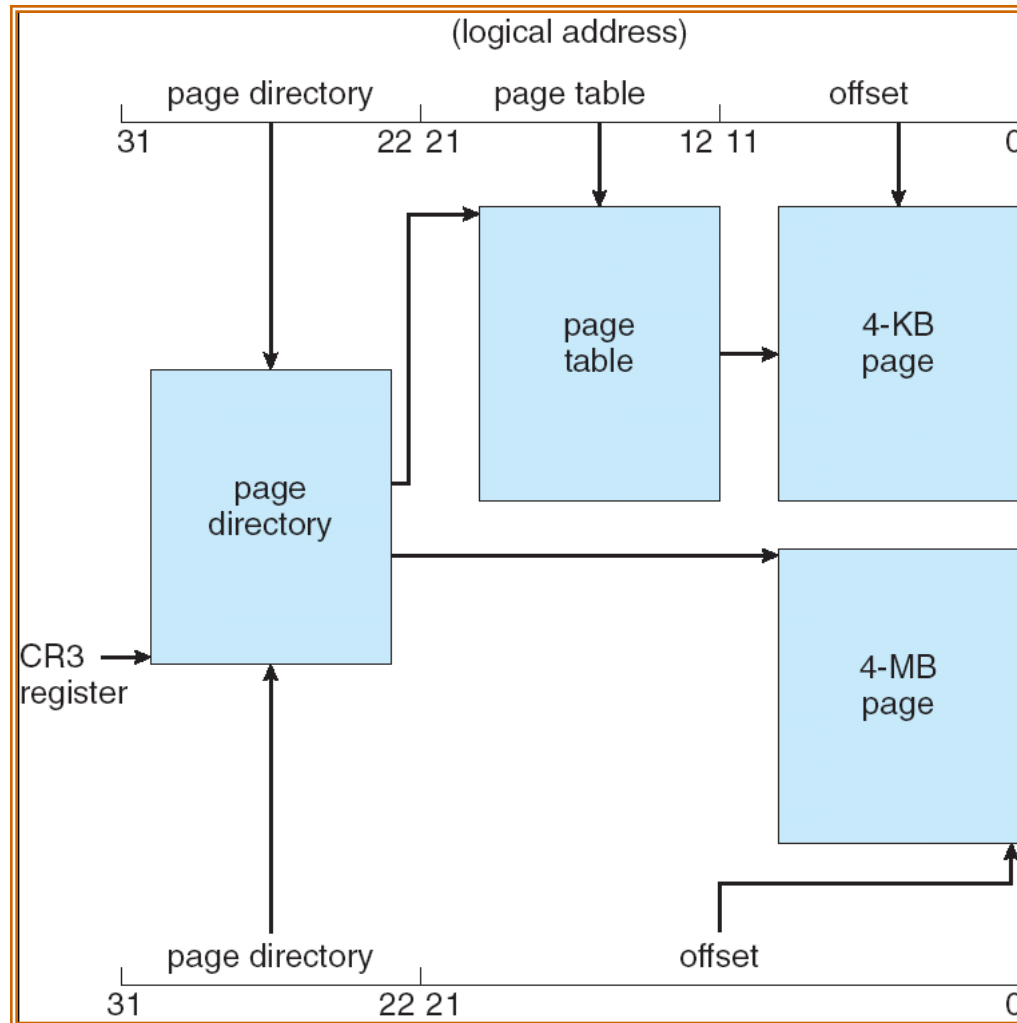 (logical address)
page directory page table offset
31 22 21 12 11 0
page
table
4-KB
page
page
directory
CR3
register
4-MB
page
page directory offset
31 22 21 0